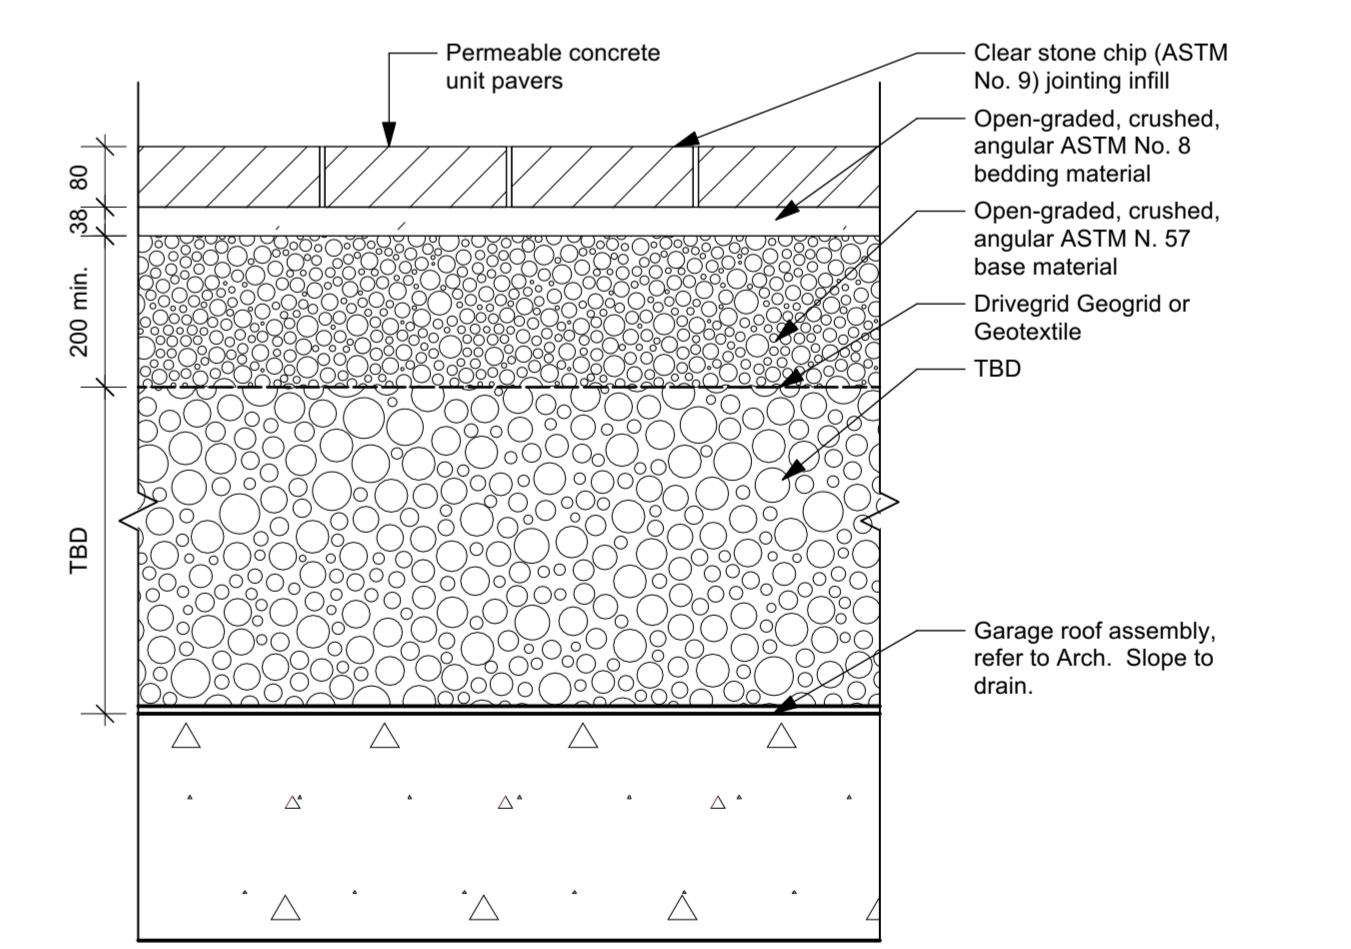 Permeable concrete
unit pavers
Clear stone chip (ASTM
No. 9) jointing infill
Open-graded, crushed,
angular ASTM No. 8
bedding material
Open-graded, crushed,
angular ASTM N. 57
base material
Drivegrid Geogrid or
Geotextile
TBD
Garage roof assembly,
refer to Arch.  Slope to
drain.
80
38
200 min.
TBD